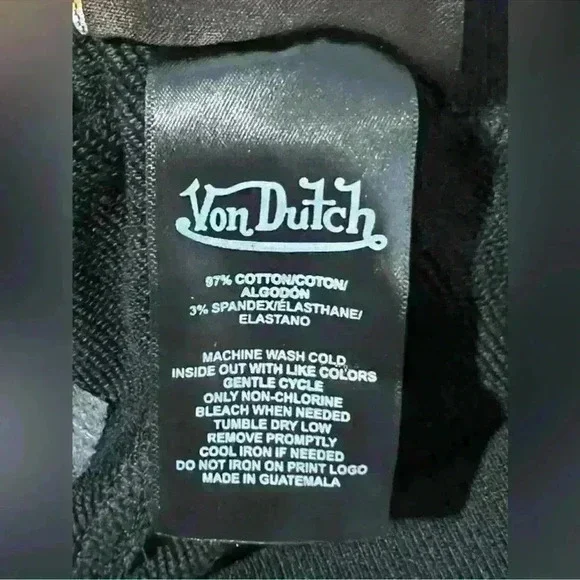 Von Dutch
97% COTTON/COTON/
ALGODÓN
3% SPANDEX/ÉLASTHANE/
ELASTANO
MACHINE WASH COLD
INSIDE OUT WITH LIKE COLORS
GENTLE CYCLE
ONLY NON-CHLORINE
BLEACH WHEN NEEDED
TUMBLE DRY LOW
REMOVE PROMPTLY
COOL IRON IF NEEDED
DO NOT IRON ON PRINT LOGO
MADE IN GUATEMALA